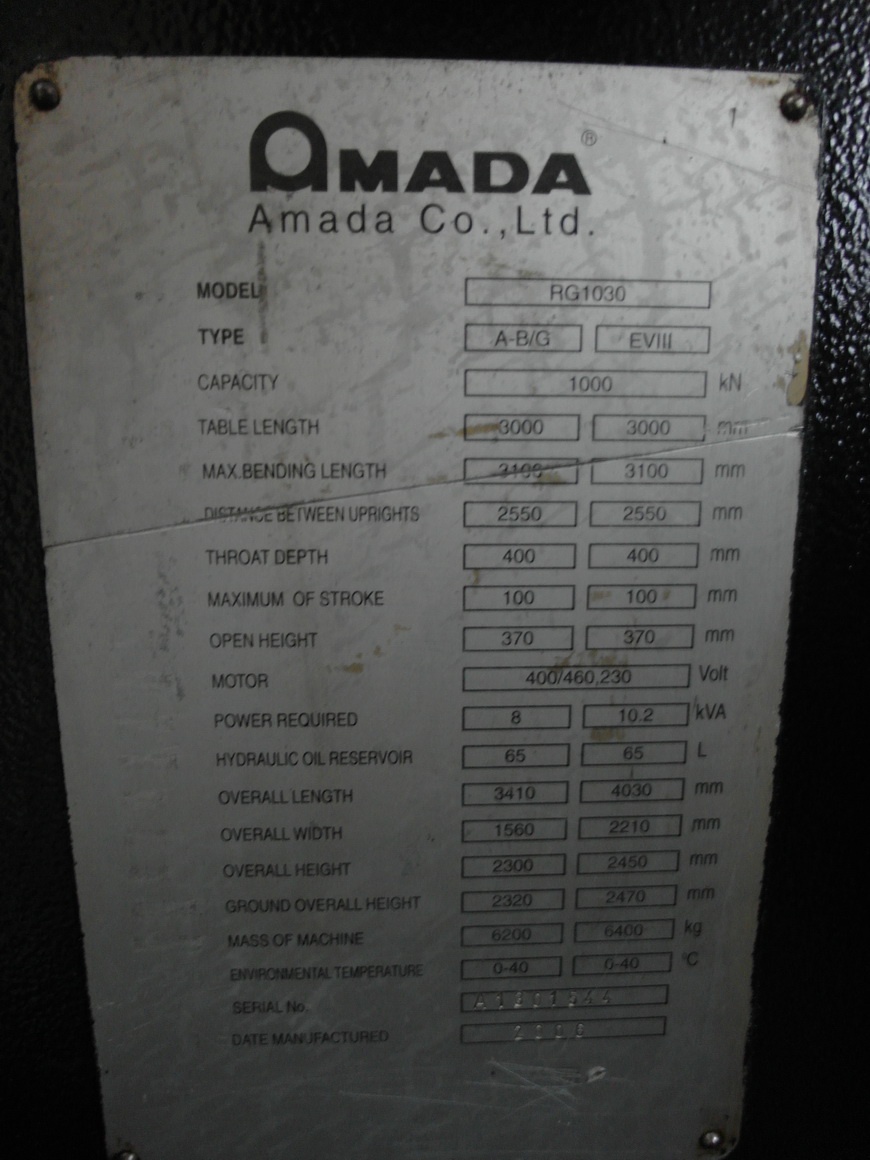 AMADA®
Amada Co.,Ltd.
MODEL RG1030
TYPE A-B/G EVIII
CAPACITY 1000 kN
TABLE LENGTH 3000 3000 mm
MAX.BENDING LENGTH 3100 3100 mm
DISTANCE BETWEEN UPRIGHTS 2550 2550 mm
THROAT DEPTH 400 400 mm
MAXIMUM OF STROKE 100 100 mm
OPEN HEIGHT 370 370 mm
MOTOR 400/460,230 Volt
POWER REQUIRED 8 10.2 kVA
HYDRAULIC OIL RESERVOIR 65 65 L
OVERALL LENGTH 3410 4030 mm
OVERALL WIDTH 1560 2210 mm
OVERALL HEIGHT 2300 2450 mm
GROUND OVERALL HEIGHT 2320 2470 mm
MASS OF MACHINE 6200 6400 kg
ENVIRONMENTAL TEMPERATURE 0-40 0-40 °C
SERIAL No.
DATE MANUFACTURED